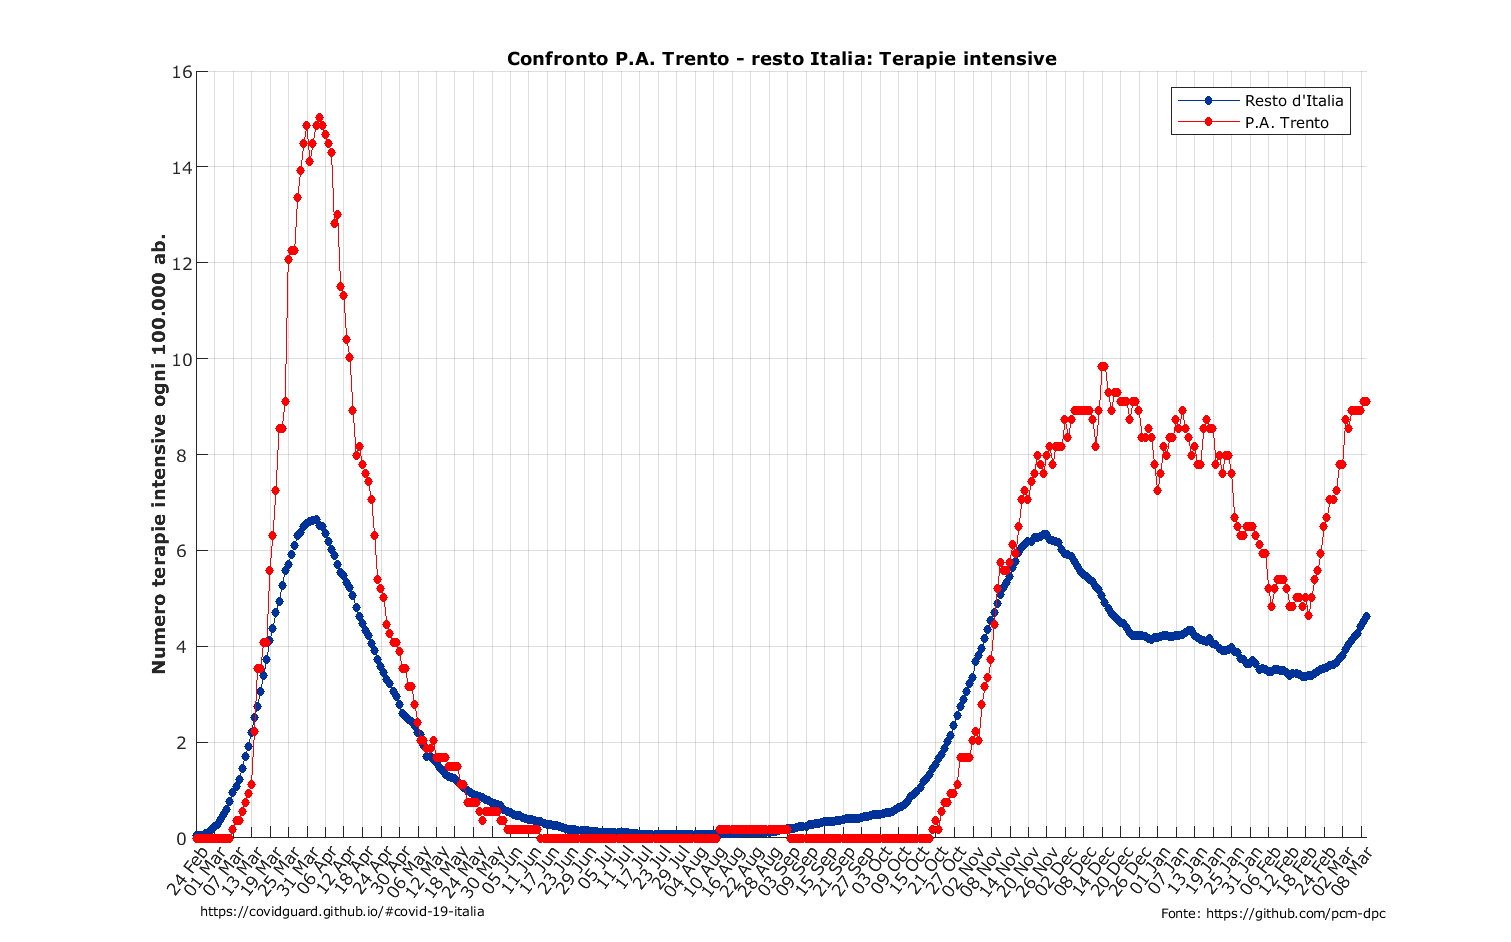 Confronto P.A. Trento - resto Italia: Terapie intensive
Resto d'Italia
P.A. Trento
Numero terapie intensive ogni 100.000 ab.
16
14
12
10
8
6
4
2
0
24 Feb
01 Mar
07 Mar
13 Mar
19 Mar
25 Mar
31 Mar
06 Apr
12 Apr
18 Apr
24 Apr
30 Apr
06 May
12 May
18 May
24 May
30 May
05 Jun
11 Jun
17 Jun
23 Jun
29 Jun
05 Jul
11 Jul
17 Jul
23 Jul
29 Jul
04 Aug
10 Aug
16 Aug
22 Aug
28 Aug
03 Sep
09 Sep
15 Sep
21 Sep
27 Sep
03 Oct
09 Oct
15 Oct
21 Oct
27 Oct
02 Nov
08 Nov
14 Nov
20 Nov
26 Nov
02 Dec
08 Dec
14 Dec
20 Dec
26 Dec
01 Jan
07 Jan
13 Jan
19 Jan
25 Jan
31 Jan
06 Feb
12 Feb
18 Feb
24 Feb
02 Mar
08 Mar
https://covidguard.github.io/#covid-19-italia
Fonte: https://github.com/pcm-dpc